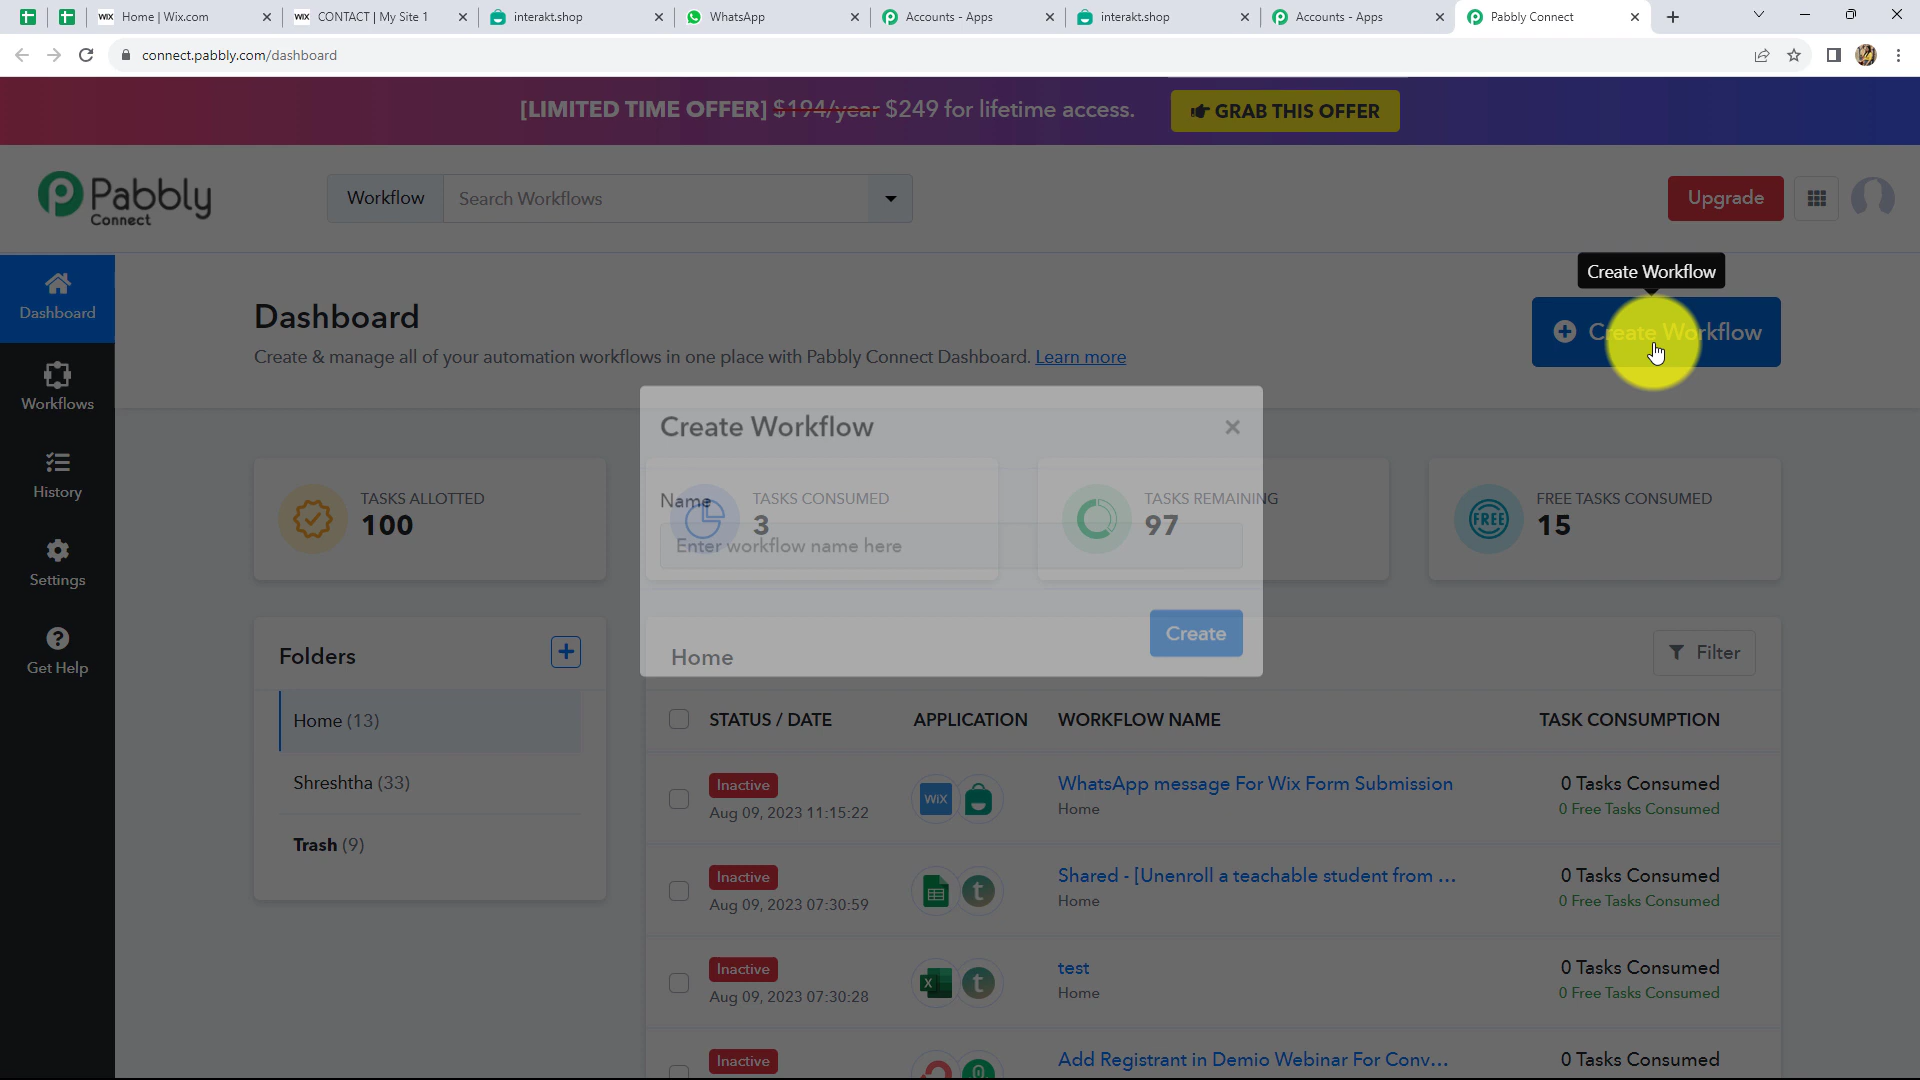 Home | Wix.com
WIX CONTACT | My Site 1
interakt.shop
WhatsApp
Accounts - Apps
interakt.shop
Accounts - Apps
Pabbly Connect
connect.pabbly.com/dashboard
[LIMITED TIME OFFER] $194/year $249 for lifetime access.
GRAB THIS OFFER
Pabbly
Connect
Workflow
Search Workflows
Upgrade
Dashboard
Workflows
History
Settings
Get Help
Create Workflow
Dashboard
Create & manage all of your automation workflows in one place with Pabbly Connect Dashboard. Learn more
Create Workflow
Create Workflow
Name
Enter workflow name here
Create
TASKS ALLOTTED
100
TASKS CONSUMED
3
TASKS REMAINING
97
FREE
FREE TASKS CONSUMED
15
Folders
Home (13)
Shreshtha (33)
Trash (9)
Home
Filter
STATUS / DATE
APPLICATION
WORKFLOW NAME
TASK CONSUMPTION
Inactive
Aug 09, 2023 11:15:22
WiX
WhatsApp message For Wix Form Submission
Home
0 Tasks Consumed
0 Free Tasks Consumed
Inactive
Aug 09, 2023 07:30:59
t
Shared - [Unenroll a teachable student from ...
Home
0 Tasks Consumed
0 Free Tasks Consumed
Inactive
Aug 09, 2023 07:30:28
X
t
test
Home
0 Tasks Consumed
0 Free Tasks Consumed
Inactive
Add Registrant in Demio Webinar For Conv...
0 Tasks Consumed